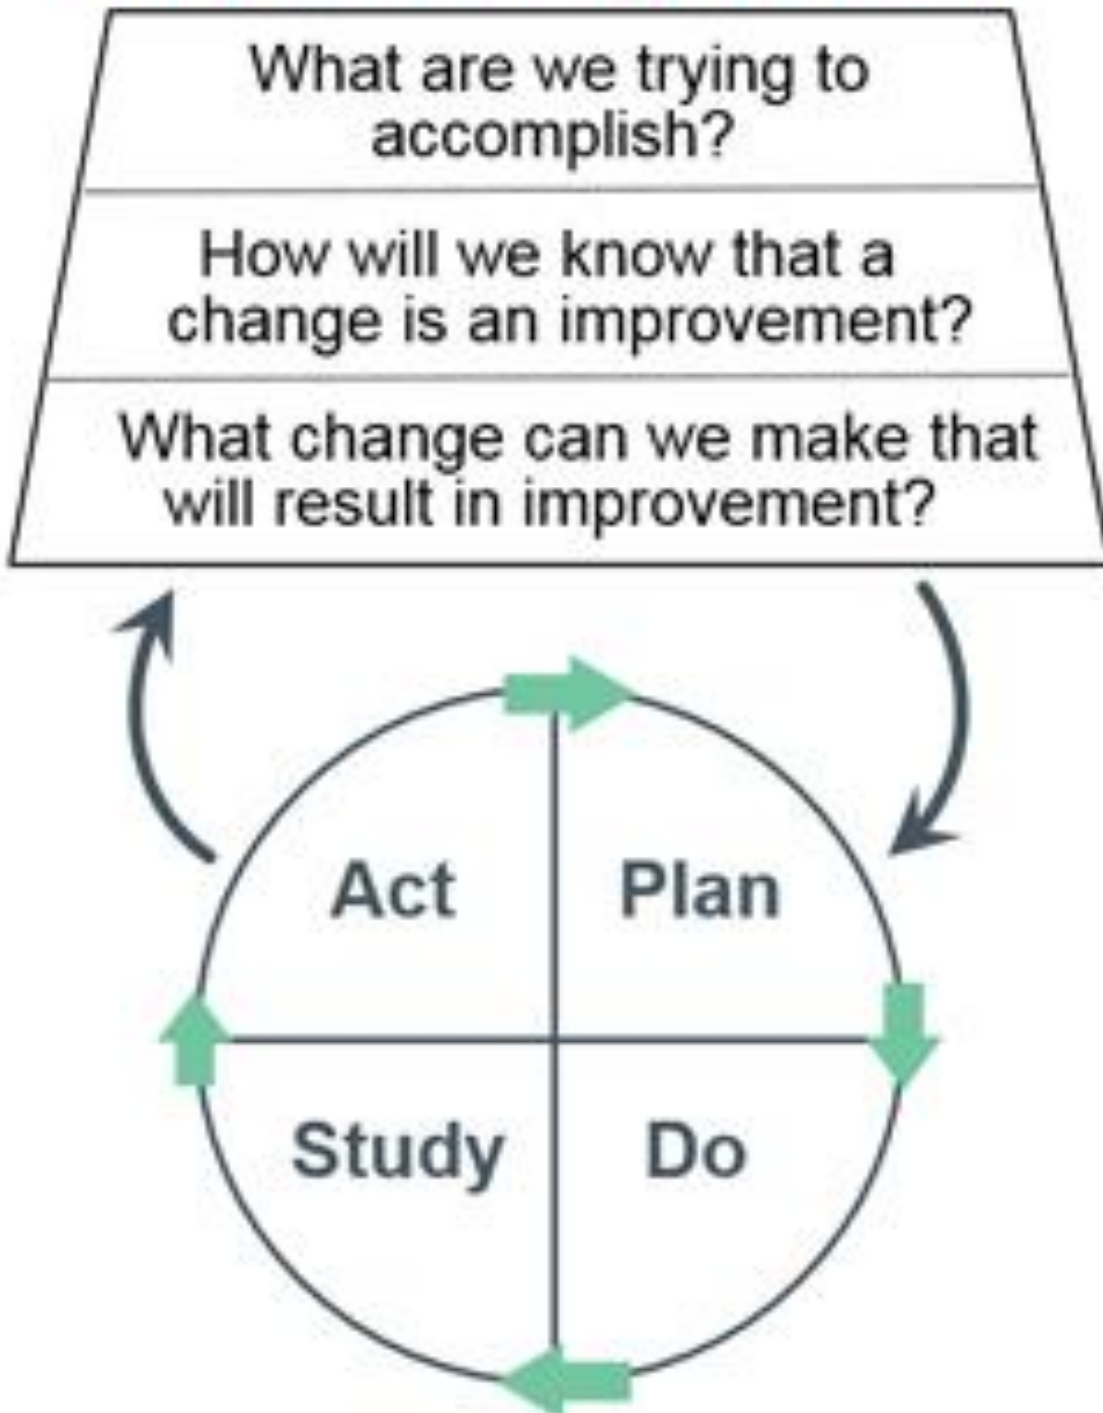 What are we trying to
accomplish?
How will we know that a
change is an improvement?
What change can we make that
will result in improvement?
Act
Plan
Study
Do